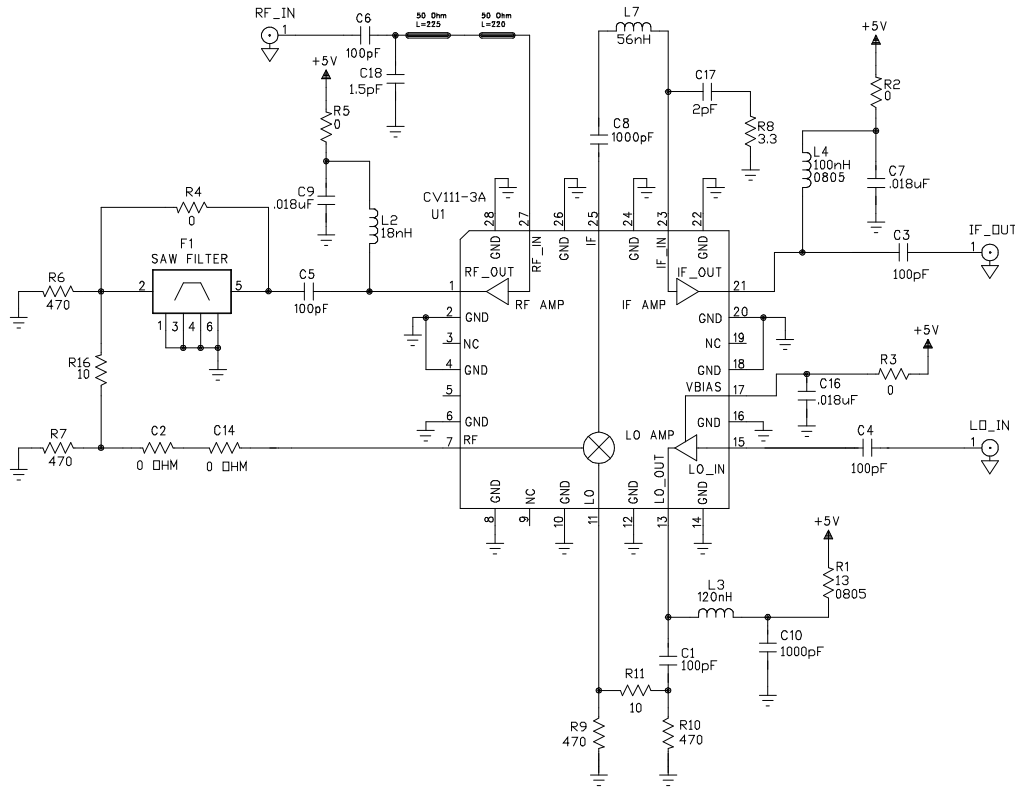 RF_IN
1
C6
100pF
50 Ohm
L=225
50 Ohm
L=220
C18
1.5pF
L7
56nH
C17
2pF
R8
3.3
C8
1000pF
+5V
R5
0
C9
.018uF
L2
18nH
+5V
R2
0
L4
100nH
0805
C7
.018uF
C3
100pF
IF_OUT
1
R4
0
F1
SAW FILTER
2
5
1
3
4
6
C5
100pF
R6
470
R16
10
R7
470
C2
0 OHM
C14
0 OHM
CV111-3A
U1
28
GND
27
RF_IN
26
GND
25
IF
24
GND
23
IF_IN
22
GND
1
RF_OUT
RF AMP
IF_OUT
IF AMP
21
2
GND
20
GND
3
NC
19
NC
4
GND
18
GND
5
17
VBIAS
6
GND
16
GND
7
RF
LO AMP
15
LO_IN
LO_OUT
8
GND
9
NC
10
GND
11
LO
12
GND
13
14
GND
+5V
R3
0
C16
.018uF
C4
100pF
LO_IN
1
+5V
R1
13
0805
L3
120nH
C10
1000pF
C1
100pF
R11
10
R9
470
R10
470